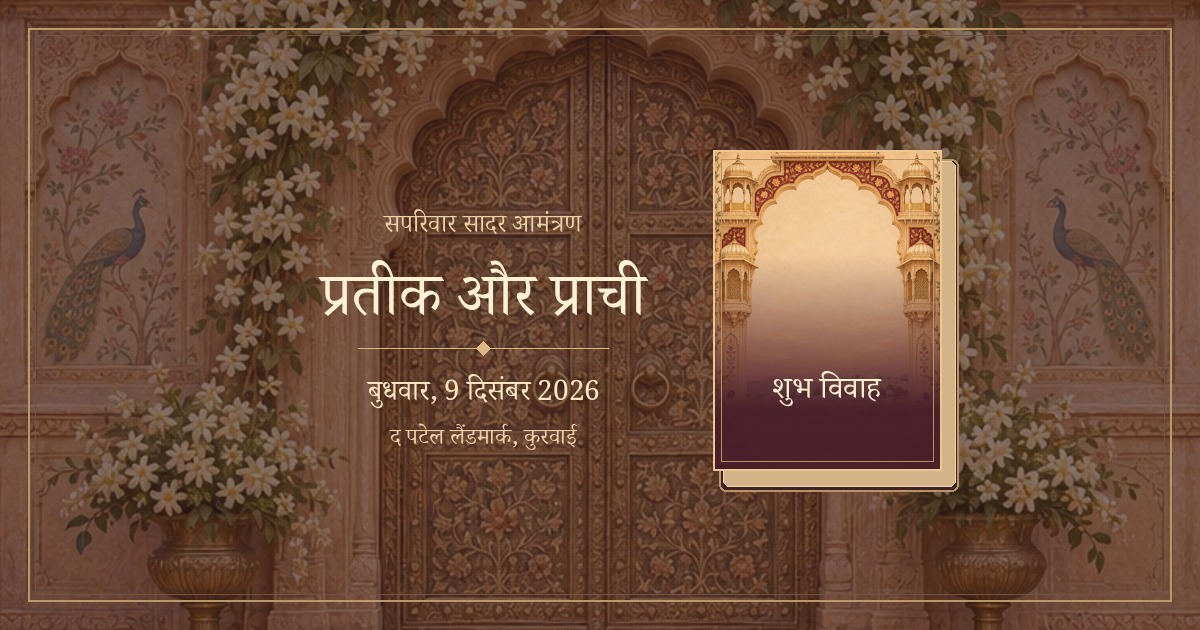 सपरिवार सादर आमंत्रण
प्रतीक और प्राची
बुधवार, 9 दिसंबर 2026
द पटेल लैंडमार्क, कुरवाई
शुभ विवाह